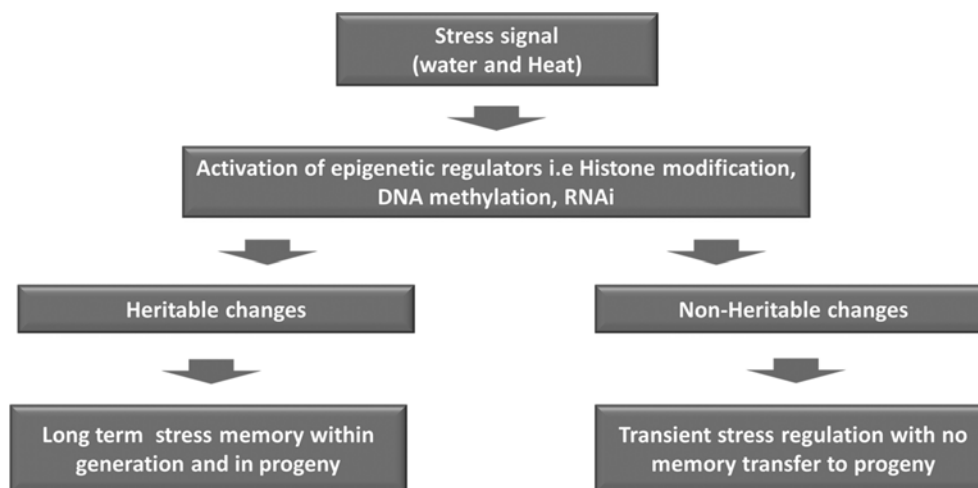 Stress signal
(water and Heat)
Activation of epigenetic regulators i.e Histone modification,
DNA methylation, RNAi
Heritable changes
Non-Heritable changes
Long term stress memory within
generation and in progeny
Transient stress regulation with no
memory transfer to progeny